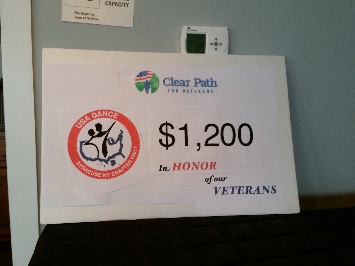 CAPACITY
Clear Path
FOR VETERANS
USA DANCE
SYRACUSE NY CHAPTER
$1,200
In HONOR
of our
VETERANS